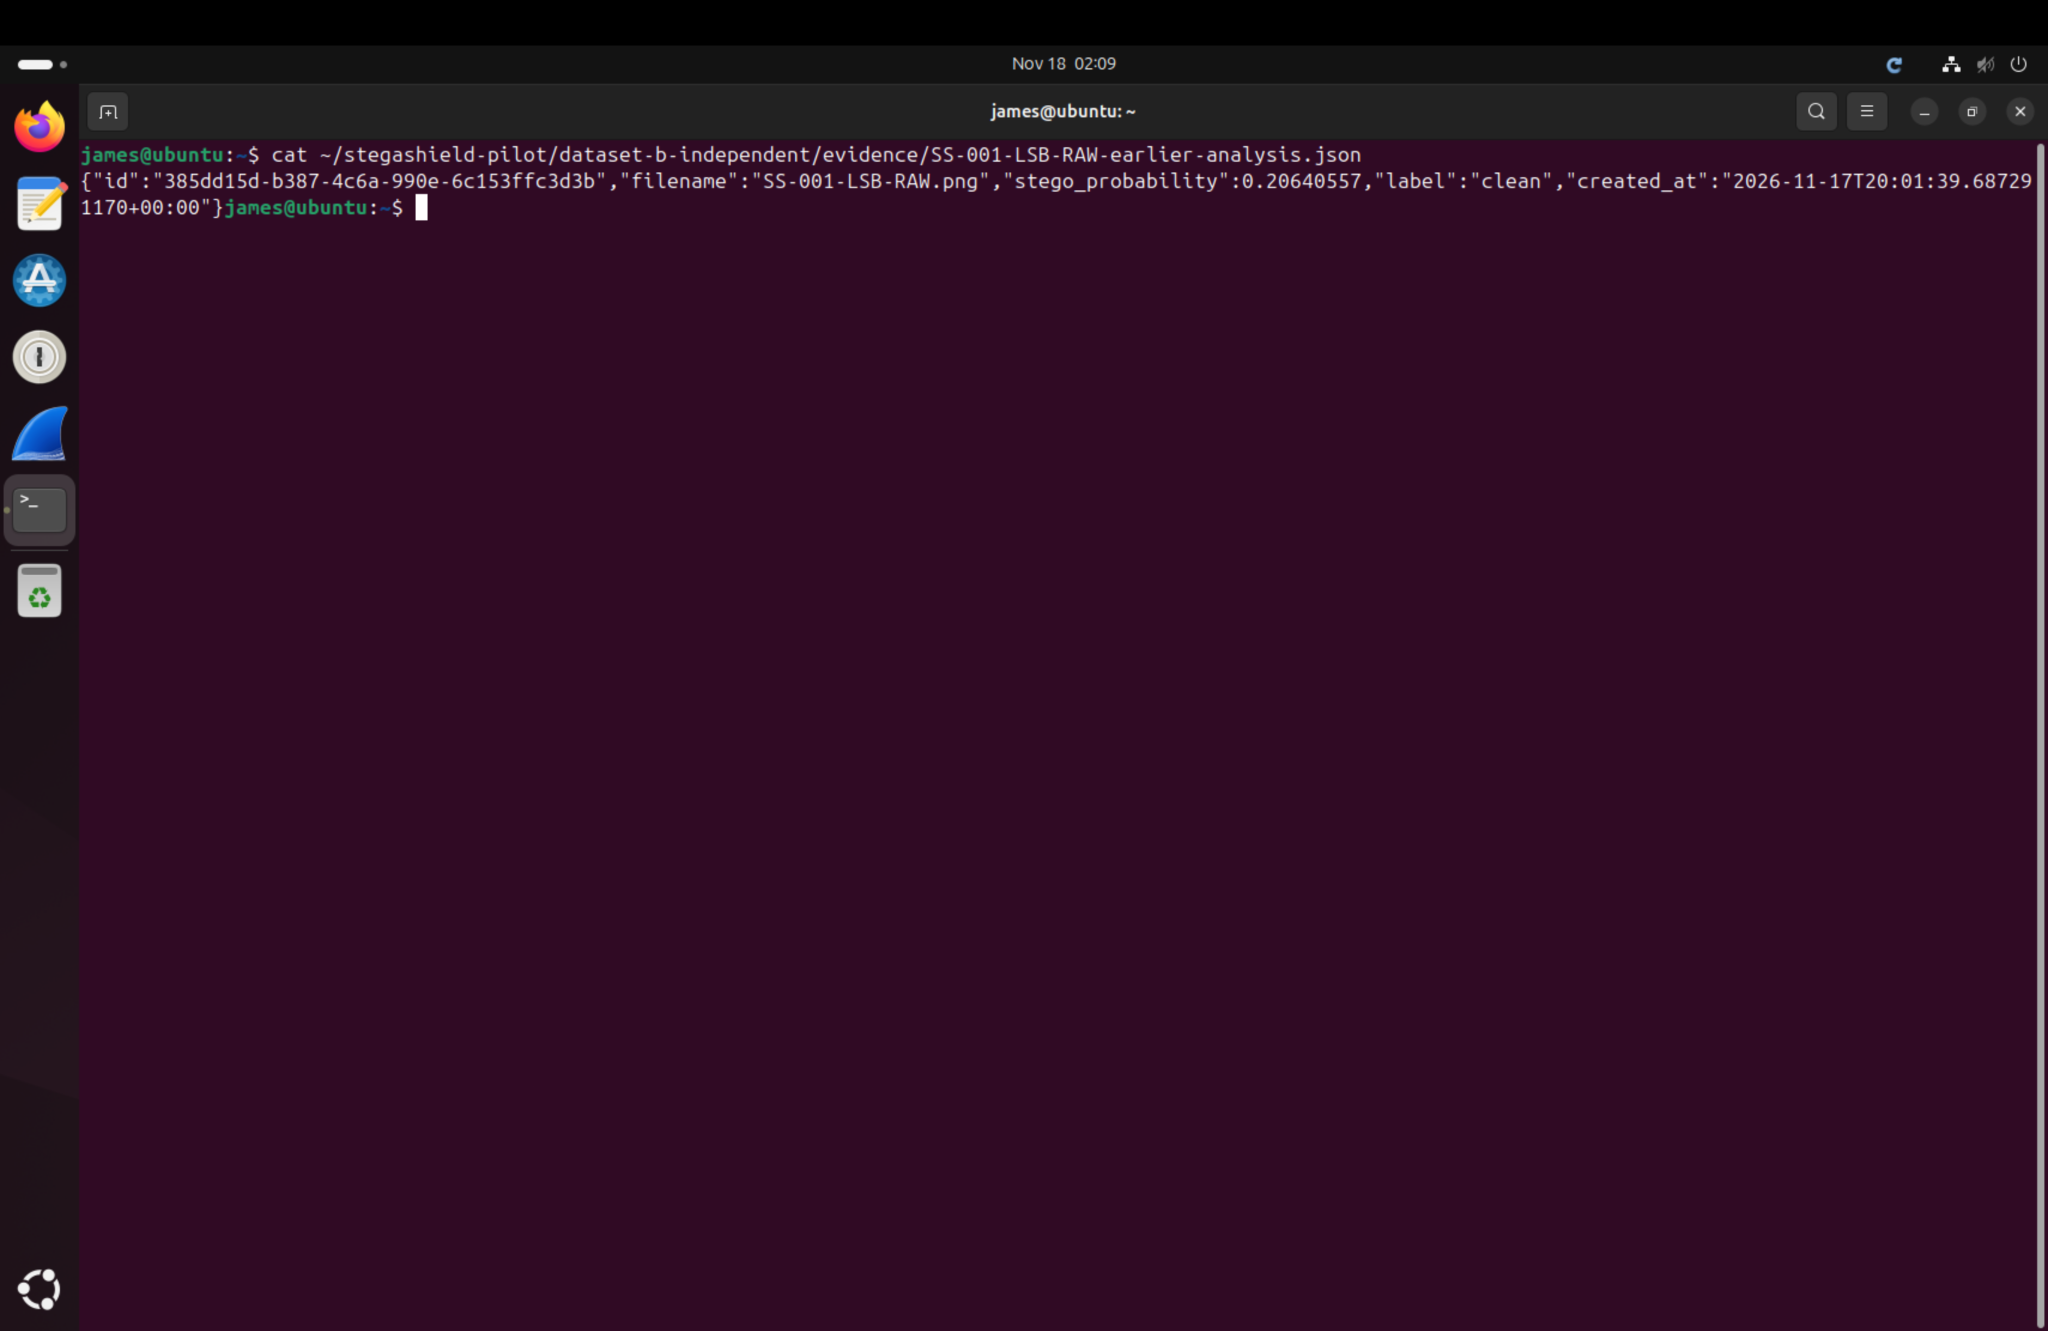 Nov 18 02:09
james@ubuntu: ~
james@ubuntu:~$ cat ~/stegashield-pilot/dataset-b-independent/evidence/SS-001-LSB-RAW-earlier-analysis.json
{"id":"385dd15d-b387-4c6a-990e-6c153ffc3d3b","filename":"SS-001-LSB-RAW.png","stego_probability":0.20640557,"label":"clean","created_at":"2026-11-17T20:01:39.68729
1170+00:00"}james@ubuntu:~$